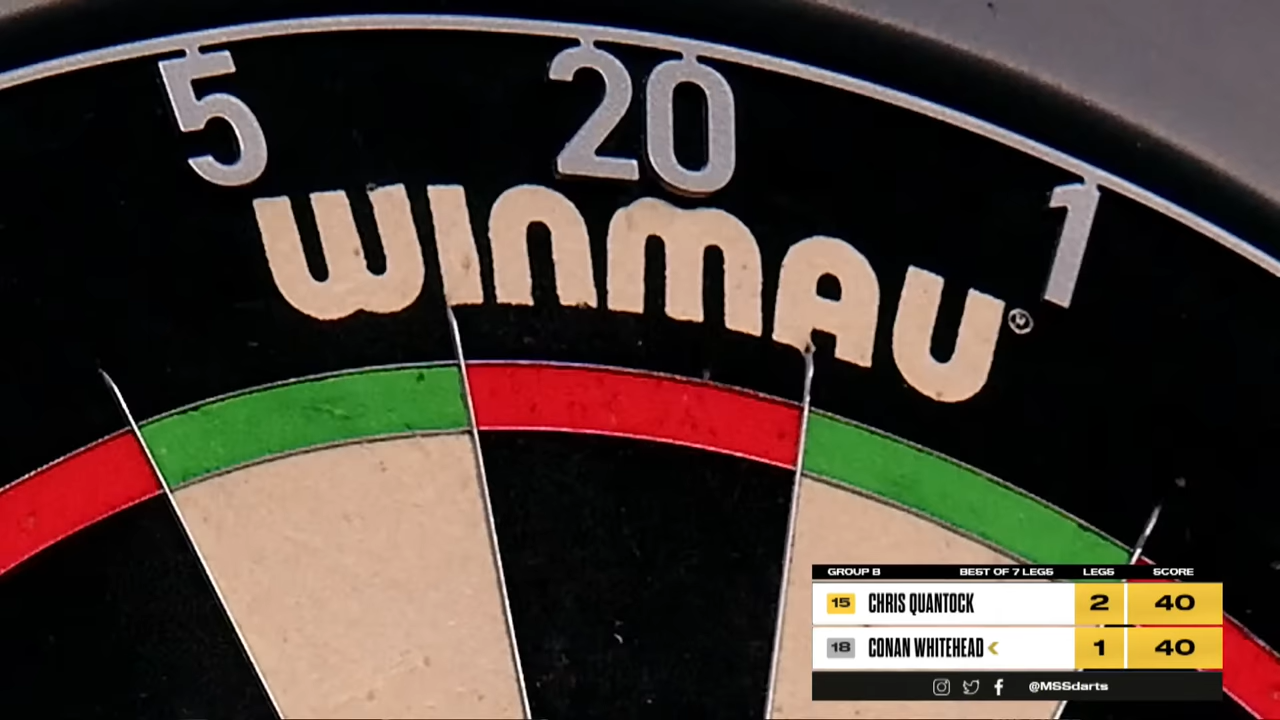 5 20 1
WINMAU®
GROUP B BEST OF 7 LEGS LEGS SCORE
15 CHRIS QUANTOCK 2 40
18 CONAN WHITEHEAD 1 40
@MSSdarts